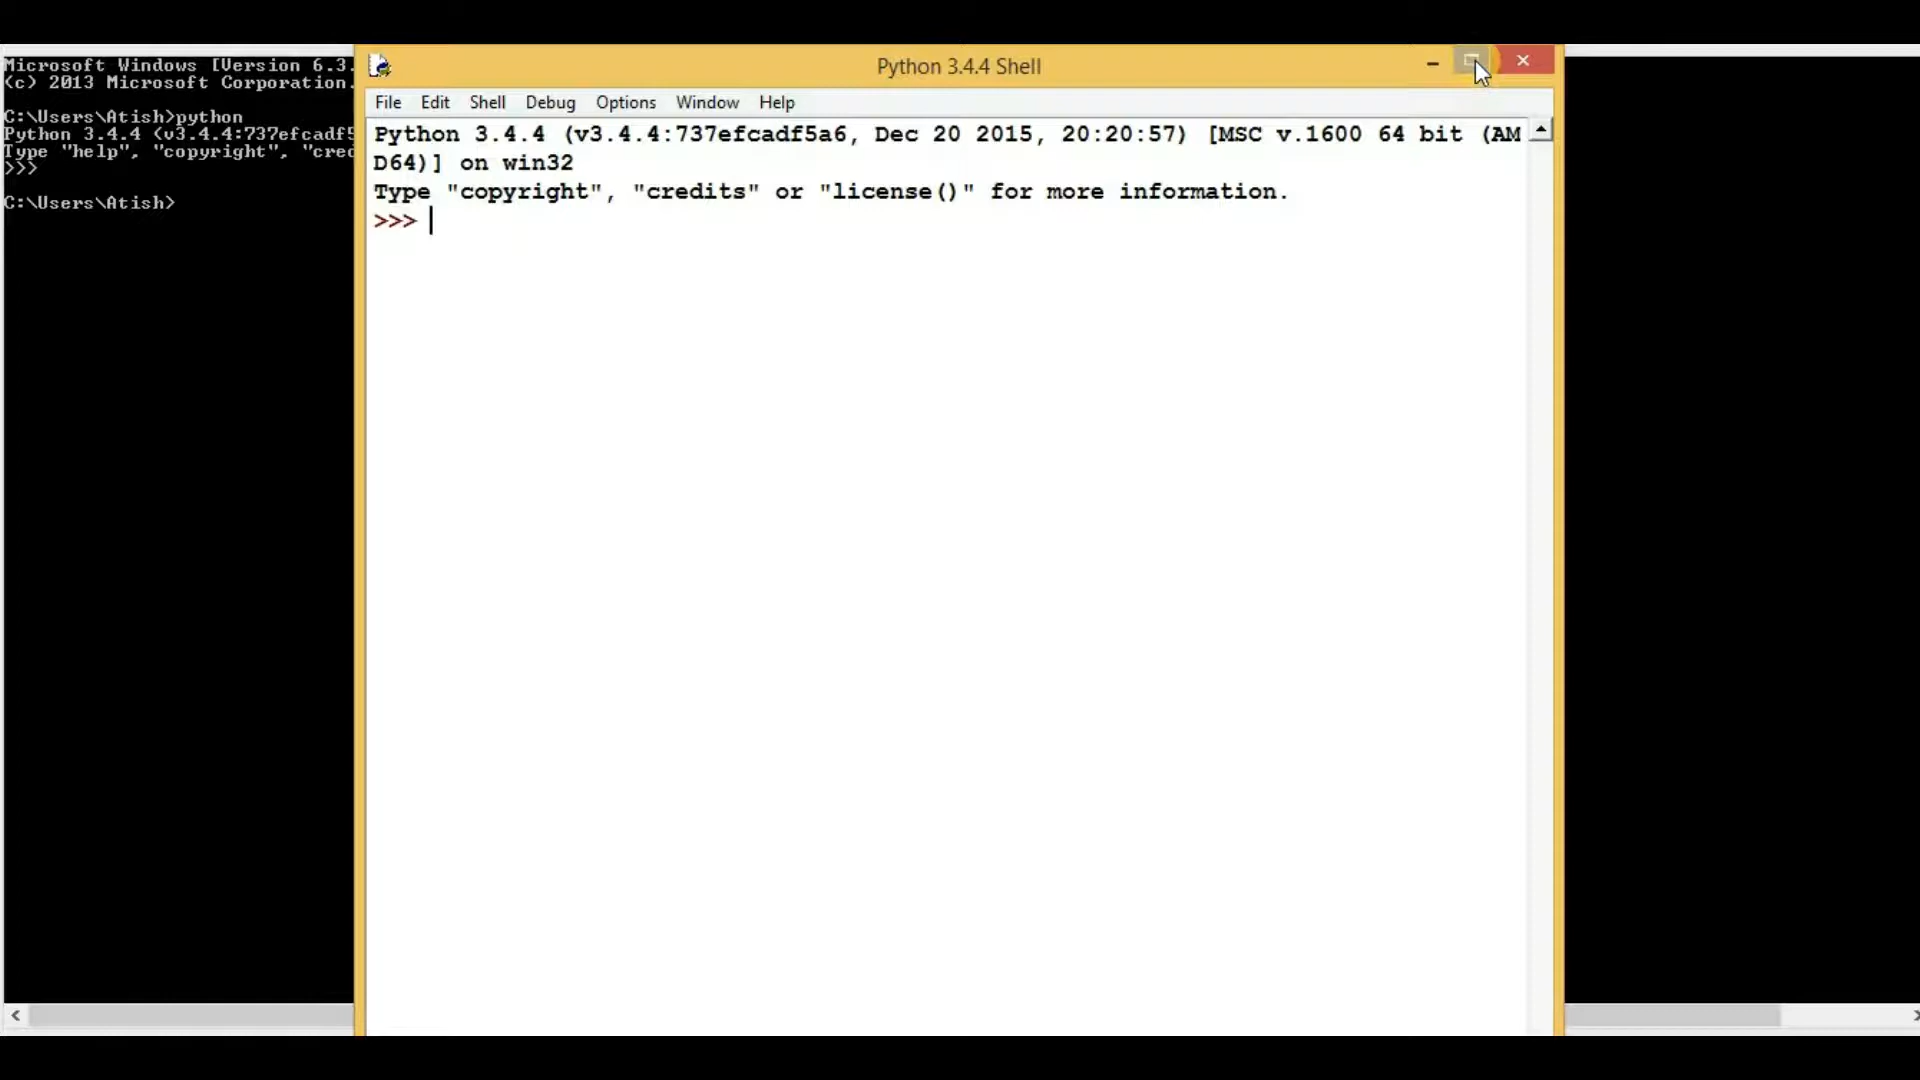 Microsoft Windows [Version 6.3.
(c) 2013 Microsoft Corporation.
C:\Users\Atish>python
Python 3.4.4 (v3.4.4:737efcadf5
Type "help", "copyright", "cred
>>>
C:\Users\Atish>
Python 3.4.4 Shell
File Edit Shell Debug Options Window Help
Python 3.4.4 (v3.4.4:737efcadf5a6, Dec 20 2015, 20:20:57) [MSC v.1600 64 bit (AM
D64)] on win32
Type "copyright", "credits" or "license()" for more information.
>>>